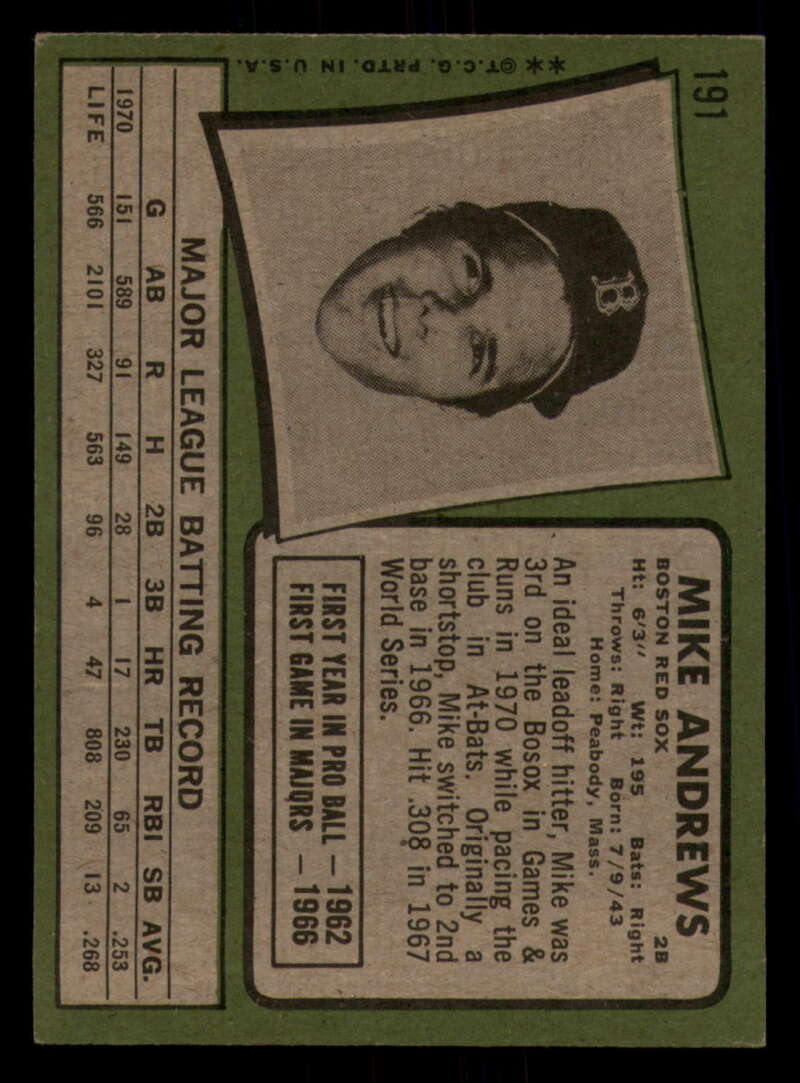 191
** ©T.C.G. PRTD. IN U.S.A.
B
MIKE ANDREWS
2B
BOSTON RED SOX
Ht: 6'3" Wt: 195 Bats: Right
Throws: Right Born: 7/9/43
Home: Peabody, Mass.
An ideal leadoff hitter, Mike was
3rd on the Bosox in Games &
Runs in 1970 while pacing the
club in At-Bats. Originally a
shortstop, Mike switched to 2nd
base in 1966. Hit .308 in 1967
World Series.
FIRST YEAR IN PRO BALL — 1962
FIRST GAME IN MAJORS — 1966
MAJOR LEAGUE BATTING RECORD
G AB R H 2B 3B HR TB RBI SB AVG.
1970 151 589 91 149 28 1 17 230 65 2 .253
LIFE 566 2101 327 563 96 4 47 808 209 13 .268